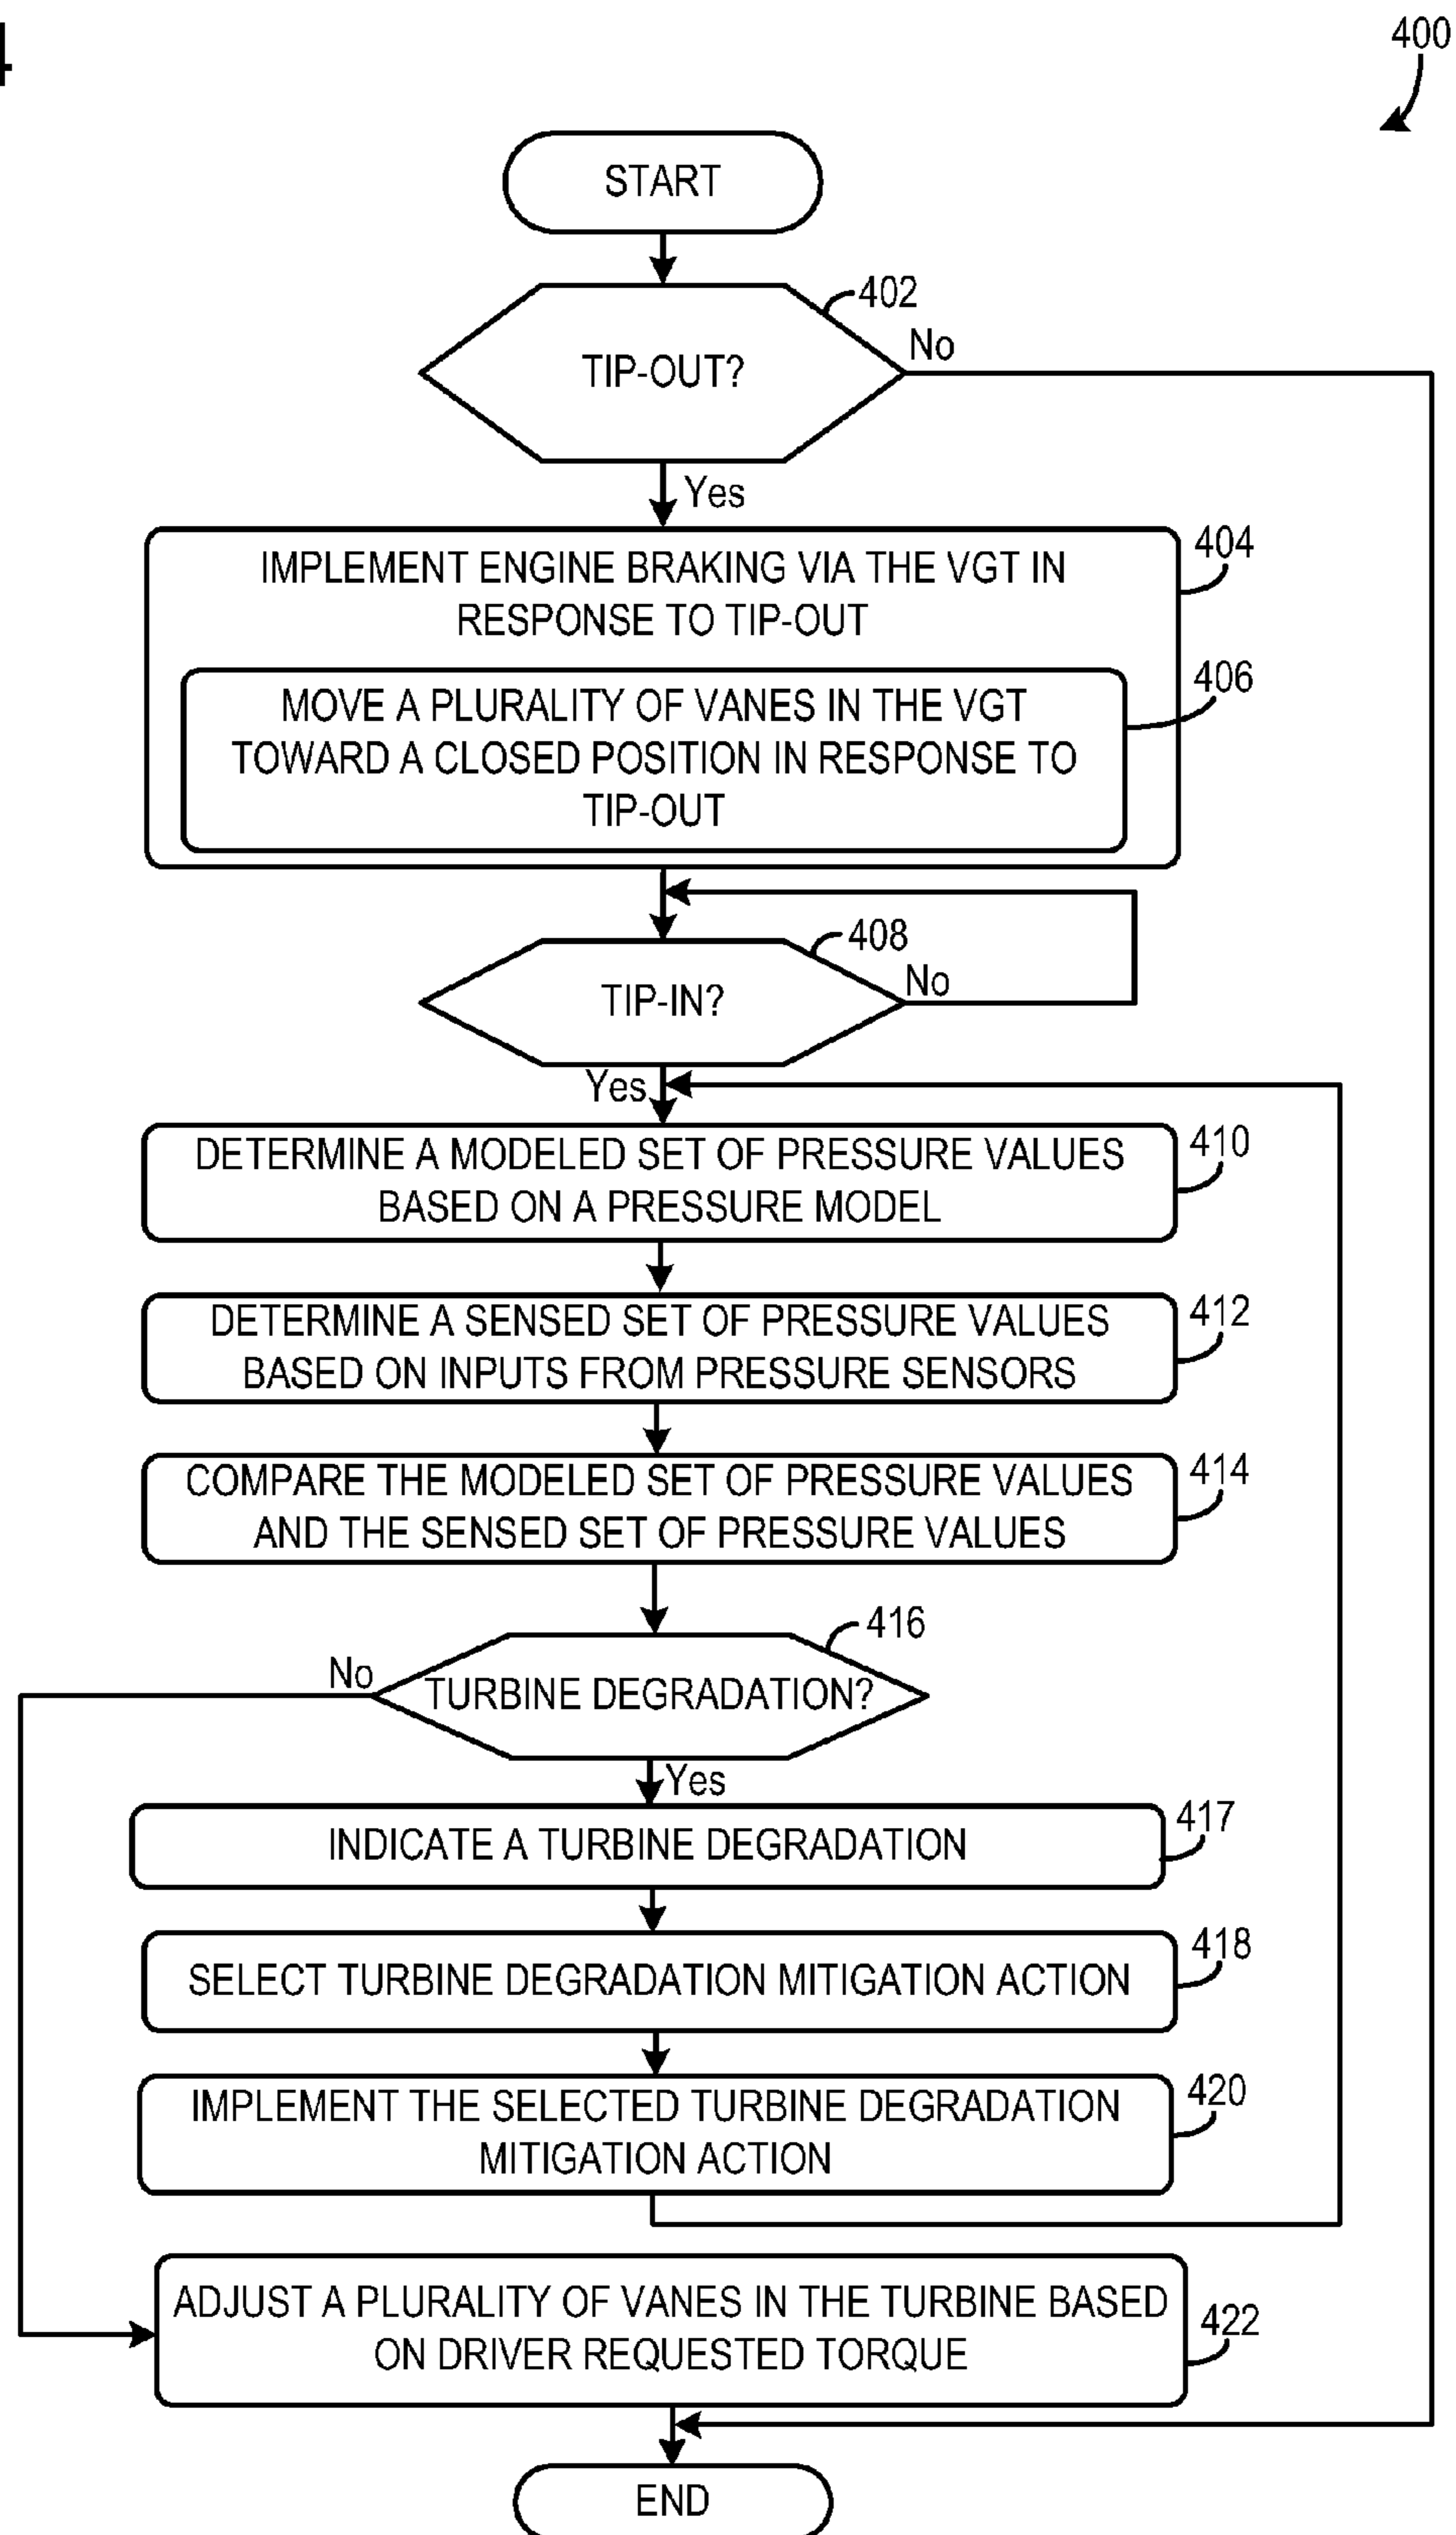 4
400
START
402
TIP-OUT?
No
Yes
404
IMPLEMENT ENGINE BRAKING VIA THE VGT IN
RESPONSE TO TIP-OUT
406
MOVE A PLURALITY OF VANES IN THE VGT
TOWARD A CLOSED POSITION IN RESPONSE TO
TIP-OUT
408
TIP-IN?
No
Yes
410
DETERMINE A MODELED SET OF PRESSURE VALUES
BASED ON A PRESSURE MODEL
412
DETERMINE A SENSED SET OF PRESSURE VALUES
BASED ON INPUTS FROM PRESSURE SENSORS
414
COMPARE THE MODELED SET OF PRESSURE VALUES
AND THE SENSED SET OF PRESSURE VALUES
416
No
TURBINE DEGRADATION?
Yes
417
INDICATE A TURBINE DEGRADATION
418
SELECT TURBINE DEGRADATION MITIGATION ACTION
420
IMPLEMENT THE SELECTED TURBINE DEGRADATION
MITIGATION ACTION
422
ADJUST A PLURALITY OF VANES IN THE TURBINE BASED
ON DRIVER REQUESTED TORQUE
END